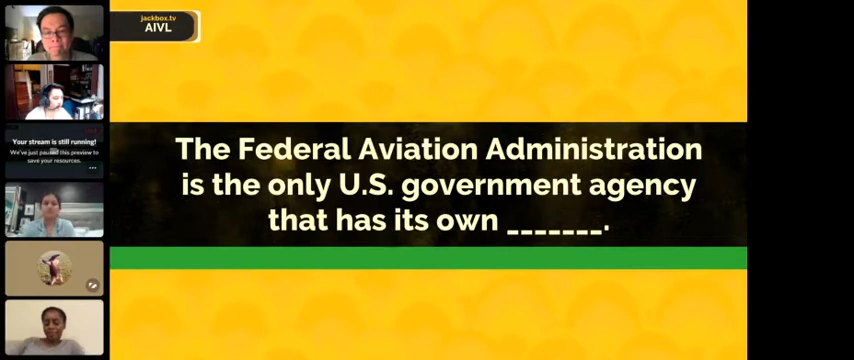 jackbox.tv
AIVL
Your stream is still running!
We've just paused this preview to
save your resources.
The Federal Aviation Administration
is the only U.S. government agency
that has its own _______.